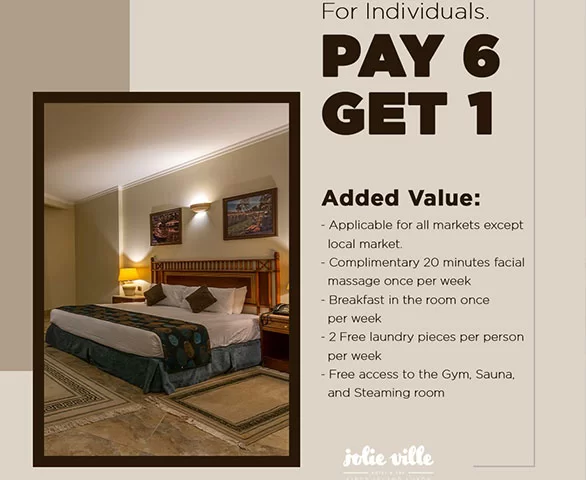 For Individuals.
PAY 6
GET 1
Added Value:
- Applicable for all markets except
local market.
- Complimentary 20 minutes facial
massage once per week
- Breakfast in the room once
per week
- 2 Free laundry pieces per person
per week
- Free access to the Gym, Sauna,
and Steaming room
jolie ville